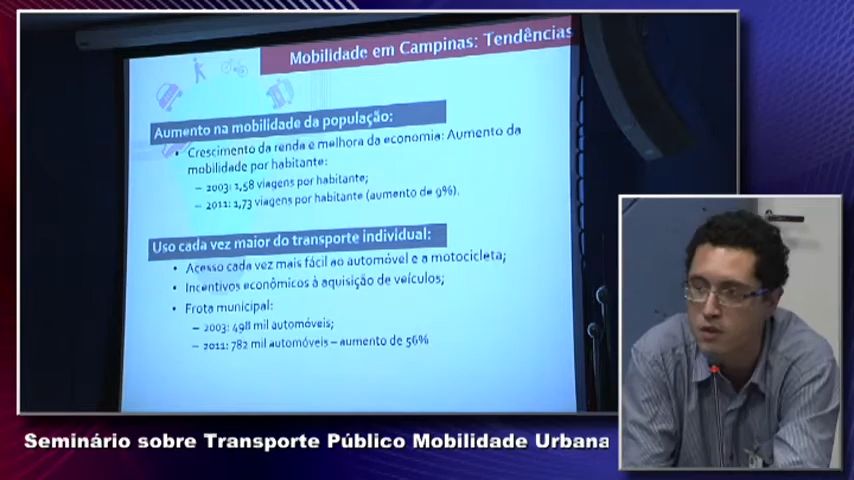 Mobilidade em Campinas: Tendências
Aumento na mobilidade da população:
• Crescimento da renda e melhora da economia: Aumento da
mobilidade por habitante:
– 2003: 1,58 viagens por habitante;
– 2011: 1,73 viagens por habitante (aumento de 9%).
Uso cada vez maior do transporte individual:
• Acesso cada vez mais fácil ao automóvel e a motocicleta;
• Incentivos econômicos à aquisição de veículos;
• Frota municipal:
– 2003: 498 mil automóveis;
– 2011: 782 mil automóveis – aumento de 56%
Seminário sobre Transporte Público Mobilidade Urbana